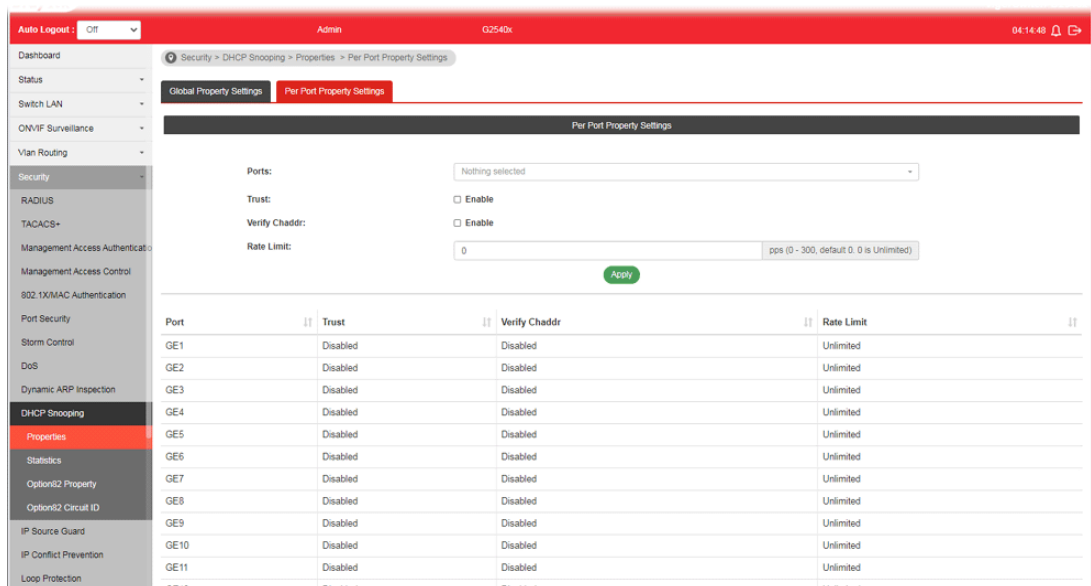 Auto Logout : Off Admin G2540x 04:14:48
Dashboard
Status
Switch LAN
ONVIF Surveillance
Vlan Routing
Security
RADIUS
TACACS+
Management Access Authenticatio
Management Access Control
802.1X/MAC Authentication
Port Security
Storm Control
DoS
Dynamic ARP Inspection
DHCP Snooping
Properties
Statistics
Option82 Property
Option82 Circuit ID
IP Source Guard
IP Conflict Prevention
Loop Protection
Security > DHCP Snooping > Properties > Per Port Property Settings
Global Property Settings Per Port Property Settings
Per Port Property Settings
Ports: Nothing selected
Trust: Enable
Verify Chaddr: Enable
Rate Limit: 0 pps (0 - 300, default 0. 0 is Unlimited)
Apply
Port Trust Verify Chaddr Rate Limit
GE1 Disabled Disabled Unlimited
GE2 Disabled Disabled Unlimited
GE3 Disabled Disabled Unlimited
GE4 Disabled Disabled Unlimited
GE5 Disabled Disabled Unlimited
GE6 Disabled Disabled Unlimited
GE7 Disabled Disabled Unlimited
GE8 Disabled Disabled Unlimited
GE9 Disabled Disabled Unlimited
GE10 Disabled Disabled Unlimited
GE11 Disabled Disabled Unlimited